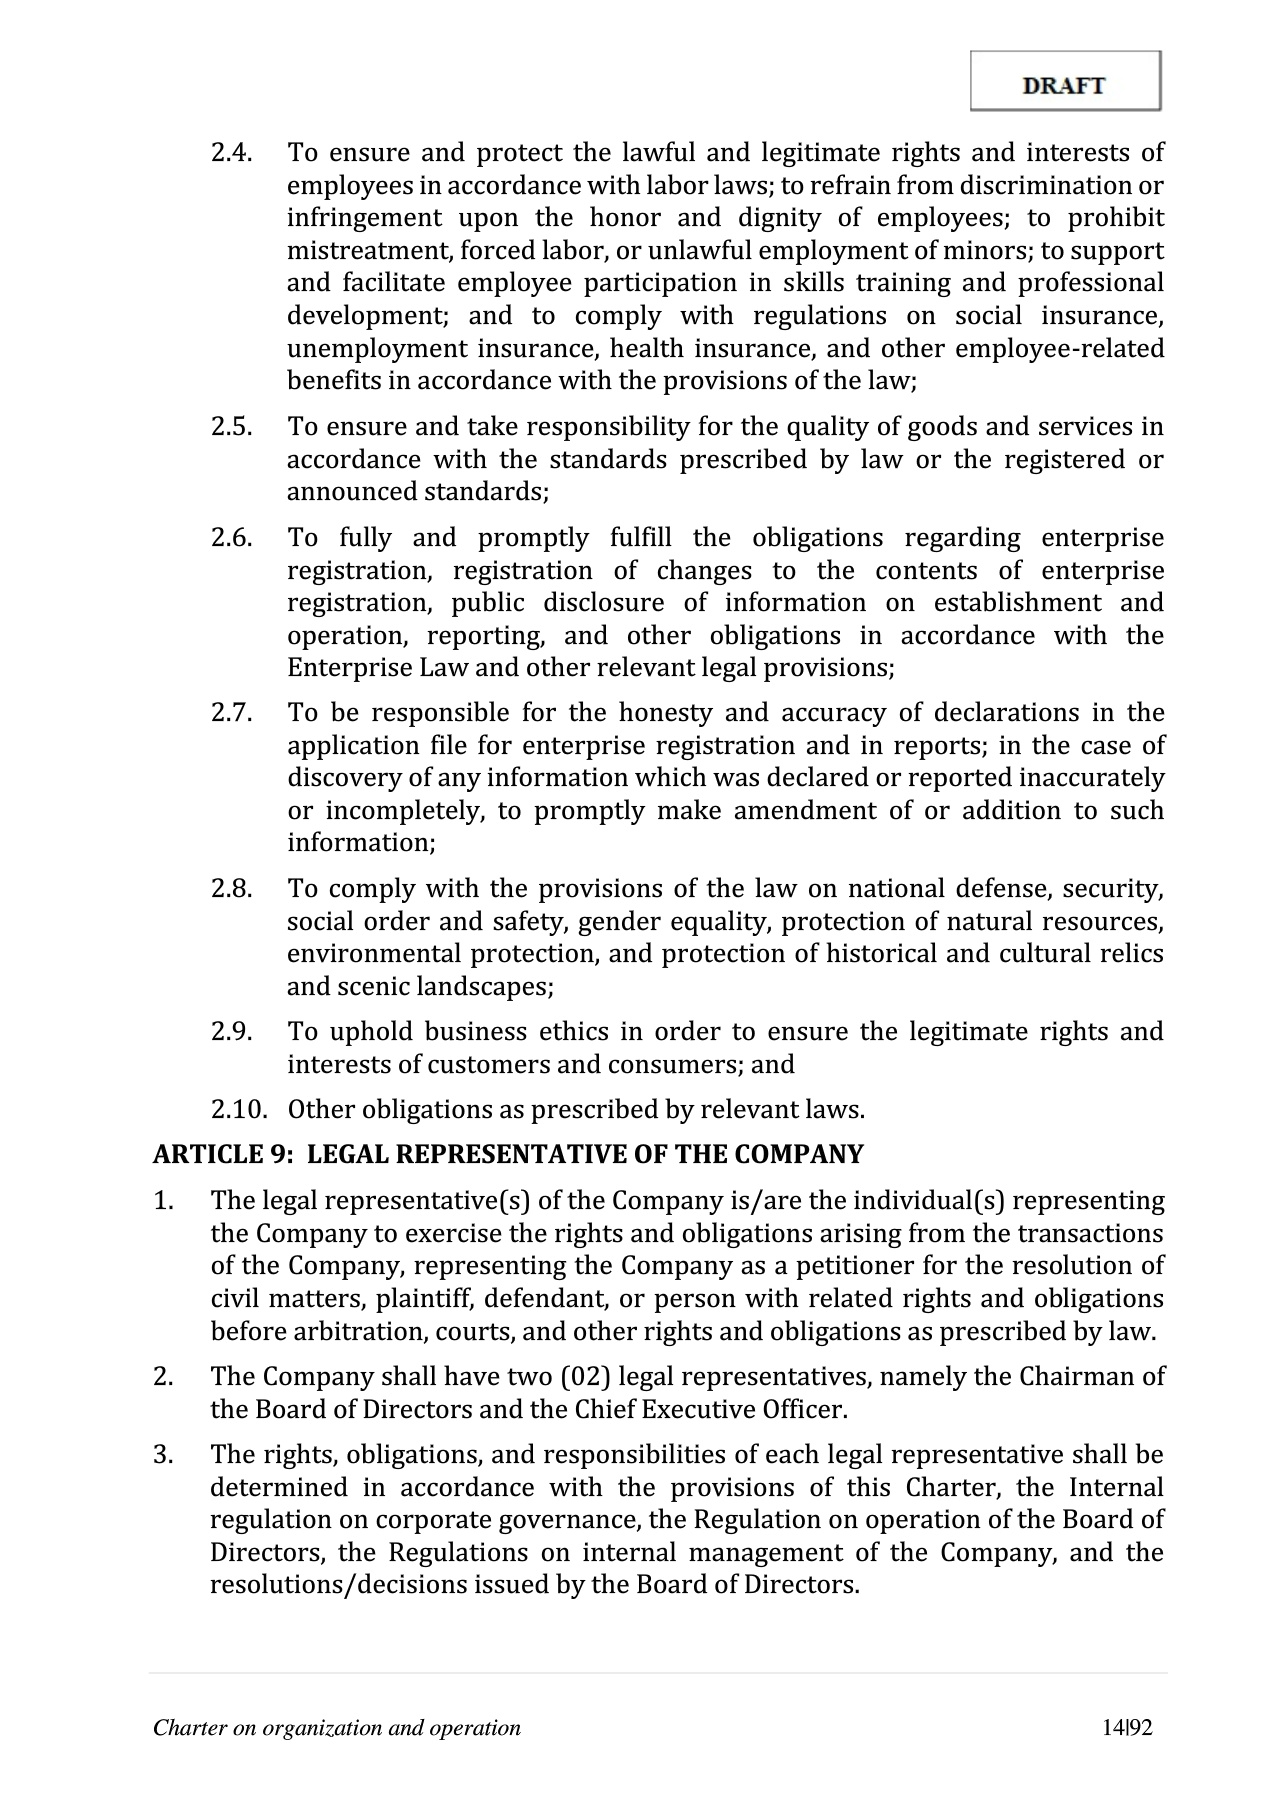 DRAFT
2.4. To ensure and protect the lawful and legitimate rights and interests of
employees in accordance with labor laws; to refrain from discrimination or
infringement upon the honor and dignity of employees; to prohibit
mistreatment, forced labor, or unlawful employment of minors; to support
and facilitate employee participation in skills training and professional
development; and to comply with regulations on social insurance,
unemployment insurance, health insurance, and other employee-related
benefits in accordance with the provisions of the law;
2.5. To ensure and take responsibility for the quality of goods and services in
accordance with the standards prescribed by law or the registered or
announced standards;
2.6. To fully and promptly fulfill the obligations regarding enterprise
registration, registration of changes to the contents of enterprise
registration, public disclosure of information on establishment and
operation, reporting, and other obligations in accordance with the
Enterprise Law and other relevant legal provisions;
2.7. To be responsible for the honesty and accuracy of declarations in the
application file for enterprise registration and in reports; in the case of
discovery of any information which was declared or reported inaccurately
or incompletely, to promptly make amendment of or addition to such
information;
2.8. To comply with the provisions of the law on national defense, security,
social order and safety, gender equality, protection of natural resources,
environmental protection, and protection of historical and cultural relics
and scenic landscapes;
2.9. To uphold business ethics in order to ensure the legitimate rights and
interests of customers and consumers; and
2.10. Other obligations as prescribed by relevant laws.
ARTICLE 9: LEGAL REPRESENTATIVE OF THE COMPANY
1. The legal representative(s) of the Company is/are the individual(s) representing
the Company to exercise the rights and obligations arising from the transactions
of the Company, representing the Company as a petitioner for the resolution of
civil matters, plaintiff, defendant, or person with related rights and obligations
before arbitration, courts, and other rights and obligations as prescribed by law.
2. The Company shall have two (02) legal representatives, namely the Chairman of
the Board of Directors and the Chief Executive Officer.
3. The rights, obligations, and responsibilities of each legal representative shall be
determined in accordance with the provisions of this Charter, the Internal
regulation on corporate governance, the Regulation on operation of the Board of
Directors, the Regulations on internal management of the Company, and the
resolutions/decisions issued by the Board of Directors.
Charter on organization and operation 14|92